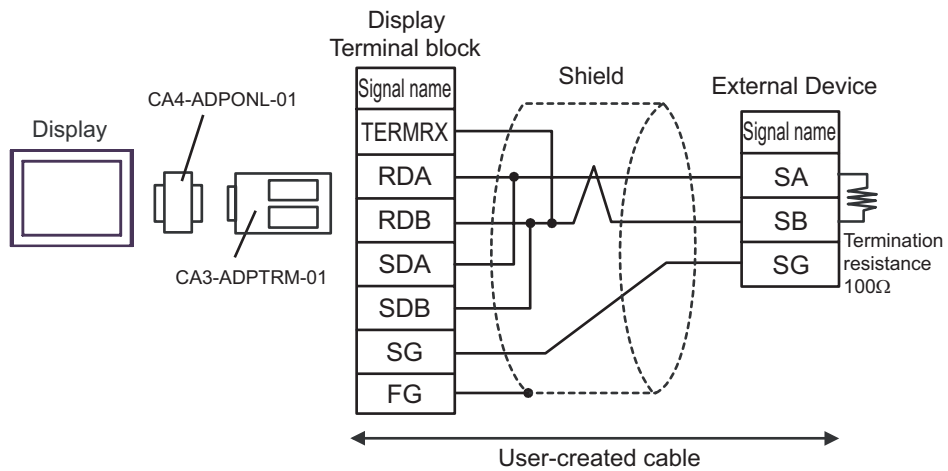 Display
Terminal block
Shield
External Device
CA4-ADPONL-01
Display
CA3-ADPTRM-01
Signal name
TERMRX
RDA
RDB
SDA
SDB
SG
FG
Signal name
SA
SB
SG
Termination
resistance
100Ω
User-created cable